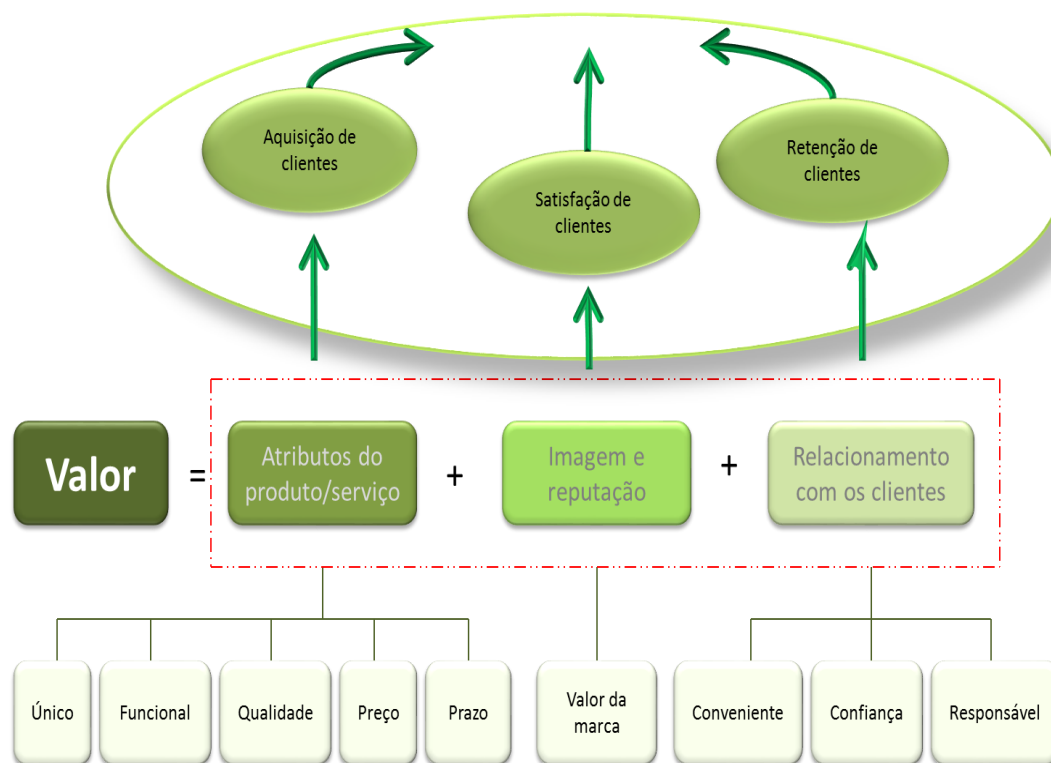 Aquisição de
clientes
Satisfação de
clientes
Retenção de
clientes
Valor
=
Atributos do
produto/serviço
+
Imagem e
reputação
+
Relacionamento
com os clientes
Único
Funcional
Qualidade
Preço
Prazo
Valor da
marca
Conveniente
Confiança
Responsável